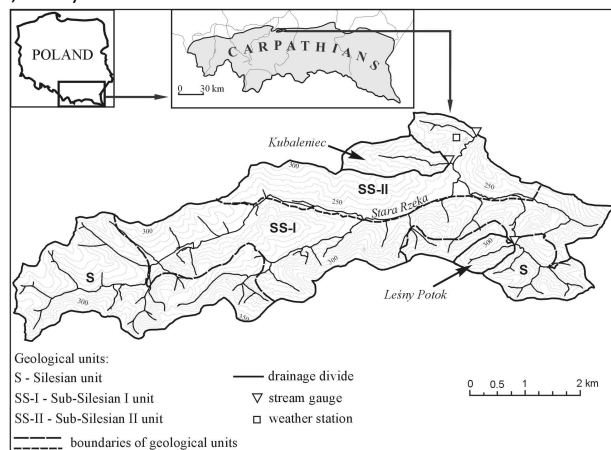 POLAND
CARPATHIANS
0 30 km
Kubaleniec
300
SS-II
250
250
Stara Rzeka
300
SS-I
S
300
300
300
S
Leśny Potok
300
350
Geological units:
S - Silesian unit
SS-I - Sub-Silesian I unit
SS-II - Sub-Silesian II unit
boundaries of geological units
drainage divide
stream gauge
weather station
0 0.5 1 2 km